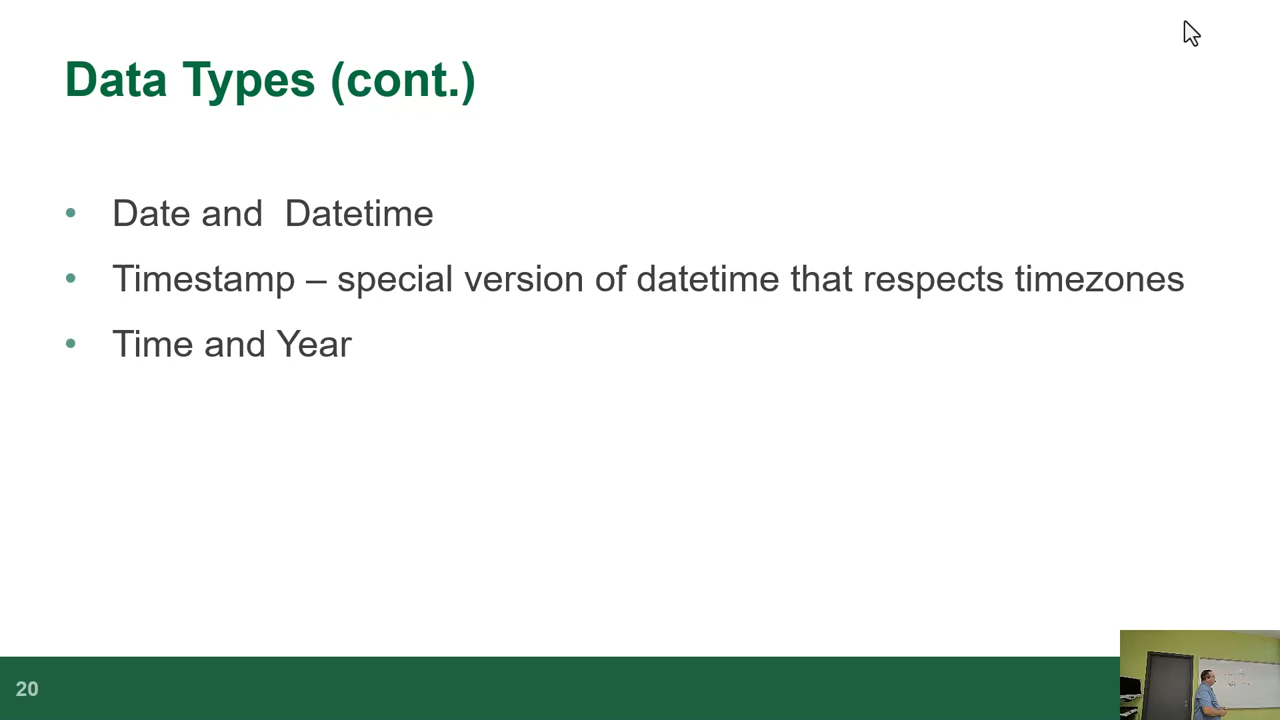 Data Types (cont.)
• Date and  Datetime
• Timestamp – special version of datetime that respects timezones
• Time and Year
20